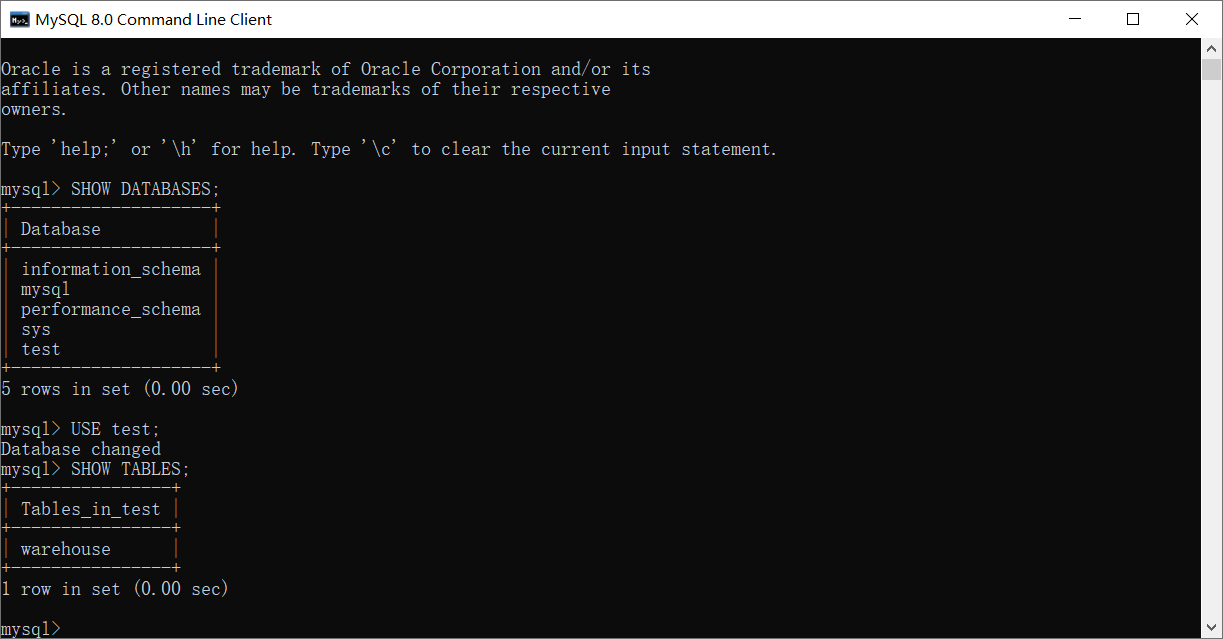 MySQL 8.0 Command Line Client
Oracle is a registered trademark of Oracle Corporation and/or its
affiliates. Other names may be trademarks of their respective
owners.
Type 'help;' or '\h' for help. Type '\c' to clear the current input statement.
mysql> SHOW DATABASES;
+--------------------+
| Database           |
+--------------------+
| information_schema |
| mysql              |
| performance_schema |
| sys                |
| test               |
+--------------------+
5 rows in set (0.00 sec)
mysql> USE test;
Database changed
mysql> SHOW TABLES;
+----------------+
| Tables_in_test |
+----------------+
| warehouse      |
+----------------+
1 row in set (0.00 sec)
mysql>